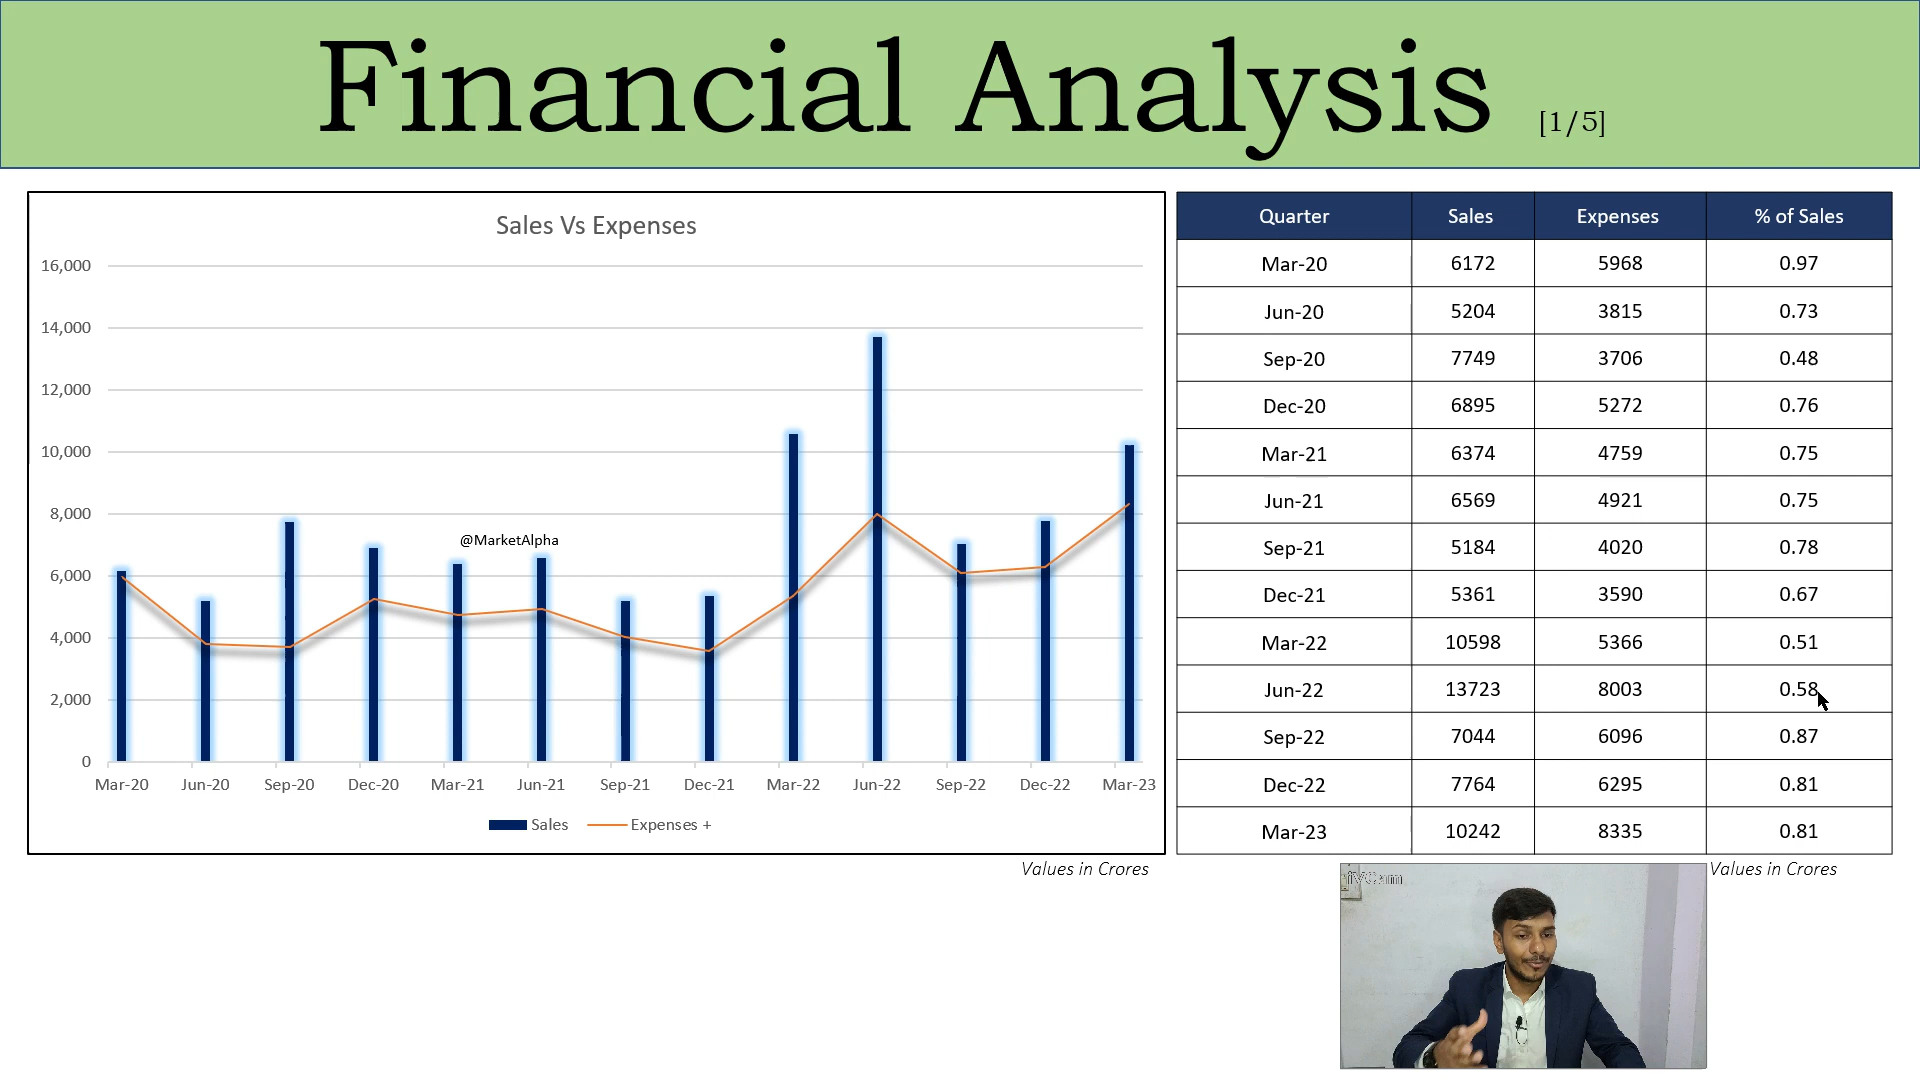 Financial Analysis [1/5]
Sales Vs Expenses
16,000
14,000
12,000
10,000
8,000
6,000
4,000
2,000
0
@MarketAlpha
Mar-20 Jun-20 Sep-20 Dec-20 Mar-21 Jun-21 Sep-21 Dec-21 Mar-22 Jun-22 Sep-22 Dec-22 Mar-23
Sales Expenses +
Values in Crores
Quarter Sales Expenses % of Sales
Mar-20 6172 5968 0.97
Jun-20 5204 3815 0.73
Sep-20 7749 3706 0.48
Dec-20 6895 5272 0.76
Mar-21 6374 4759 0.75
Jun-21 6569 4921 0.75
Sep-21 5184 4020 0.78
Dec-21 5361 3590 0.67
Mar-22 10598 5366 0.51
Jun-22 13723 8003 0.58
Sep-22 7044 6096 0.87
Dec-22 7764 6295 0.81
Mar-23 10242 8335 0.81
Values in Crores